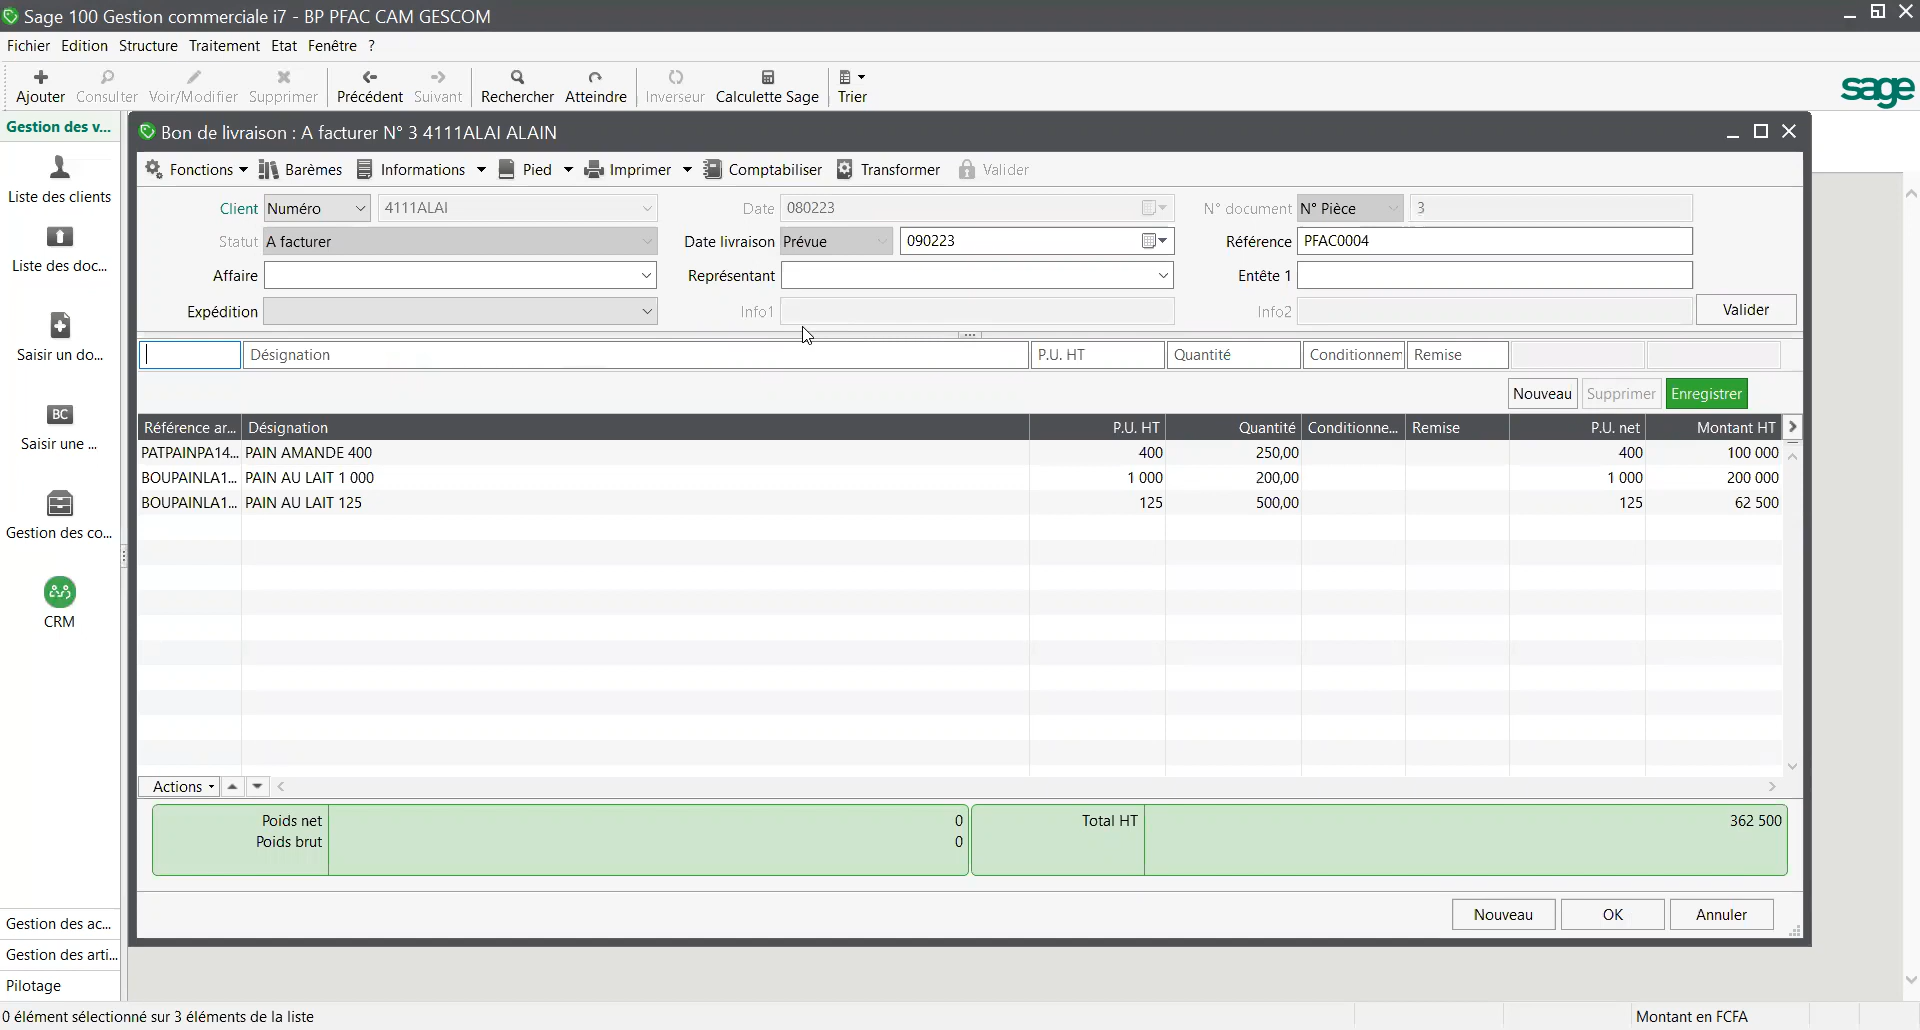 Sage 100 Gestion commerciale i7 - BP PFAC CAM GESCOM
Fichier Edition Structure Traitement Etat Fenêtre ?
Ajouter Consulter Voir/Modifier Supprimer Précédent Suivant Rechercher Atteindre Inverseur Calculette Sage Trier
sage
Gestion des v...
Liste des clients
Liste des doc...
Saisir un do...
BC
Saisir une ...
Gestion des co...
CRM
Gestion des ac...
Gestion des arti...
Pilotage
Bon de livraison : A facturer N° 3 4111ALAI ALAIN
Fonctions Barèmes Informations Pied Imprimer Comptabiliser Transformer Valider
Client Numéro 4111ALAI Date 080223 N° document N° Pièce 3
Statut A facturer Date livraison Prévue 090223 Référence PFAC0004
Affaire Représentant Entête 1
Expédition Info1 Info2 Valider
Désignation P.U. HT Quantité Conditionnem Remise
Nouveau Supprimer Enregistrer
Référence ar... Désignation P.U. HT Quantité Conditionne... Remise P.U. net Montant HT
PATPAINPA14... PAIN AMANDE 400 400 250,00 400 100 000
BOUPAINLA1... PAIN AU LAIT 1 000 1 000 200,00 1 000 200 000
BOUPAINLA1... PAIN AU LAIT 125 125 500,00 125 62 500
Actions
Poids net 0 Total HT 362 500
Poids brut 0
Nouveau OK Annuler
0 élément sélectionné sur 3 éléments de la liste Montant en FCFA